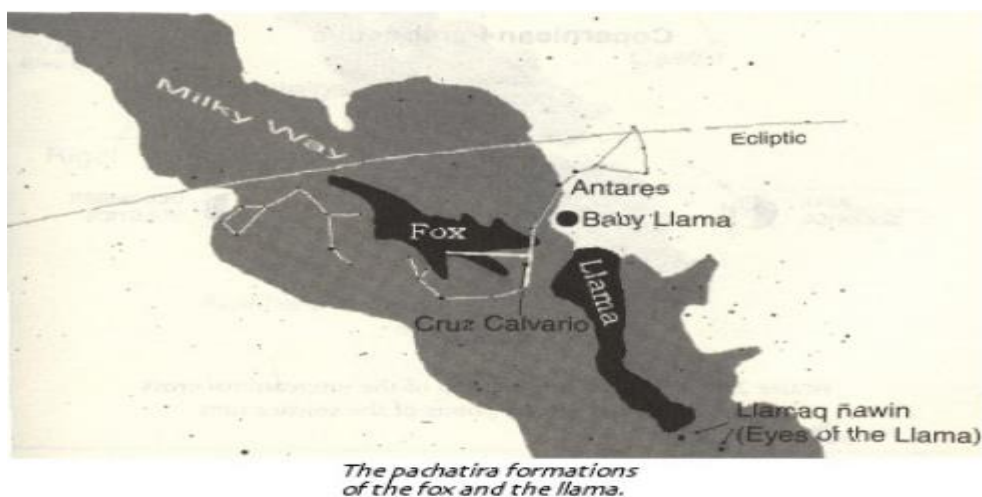 Milky Way
Ecliptic
Antares
Baby Llama
Fox
Llama
Cruz Calvario
Llamaq ñawin
(Eyes of the Llama)
The pachatira formations
of the fox and the llama.